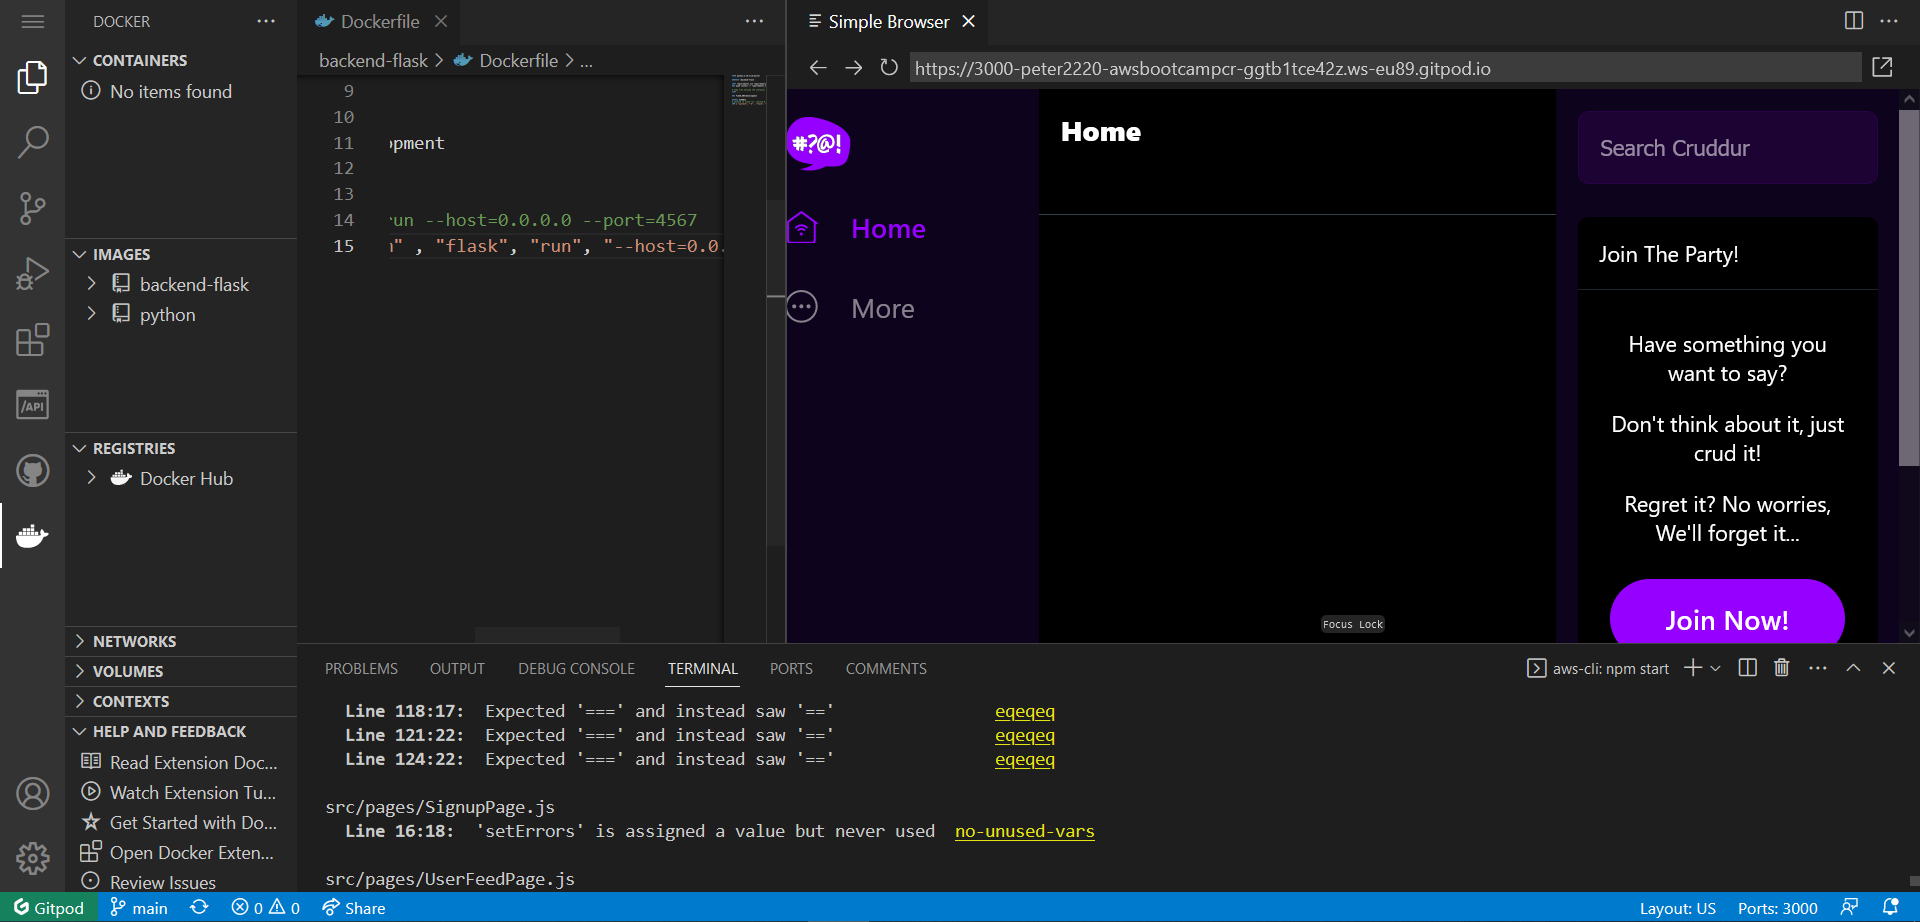 DOCKER
CONTAINERS
No items found
IMAGES
backend-flask
python
REGISTRIES
Docker Hub
NETWORKS
VOLUMES
CONTEXTS
HELP AND FEEDBACK
Read Extension Doc...
Watch Extension Tu...
Get Started with Do...
Open Docker Exten...
Review Issues
/API
Dockerfile
backend-flask > Dockerfile > ...
9
10
11 opment
12
13
14 run --host=0.0.0.0 --port=4567
15 " , "flask", "run", "--host=0.0.
Simple Browser
https://3000-peter2220-awsbootcampcr-ggtb1tce42z.ws-eu89.gitpod.io
#?@!
Home
More
Home
Focus Lock
Search Cruddur
Join The Party!
Have something you
want to say?
Don't think about it, just
crud it!
Regret it? No worries,
We'll forget it...
Join Now!
PROBLEMS OUTPUT DEBUG CONSOLE TERMINAL PORTS COMMENTS
aws-cli: npm start
Line 118:17: Expected '===' and instead saw '==' eqeqeq
Line 121:22: Expected '===' and instead saw '==' eqeqeq
Line 124:22: Expected '===' and instead saw '==' eqeqeq
src/pages/SignupPage.js
Line 16:18: 'setErrors' is assigned a value but never used no-unused-vars
src/pages/UserFeedPage.js
Gitpod main 0 0 Share
Layout: US Ports: 3000